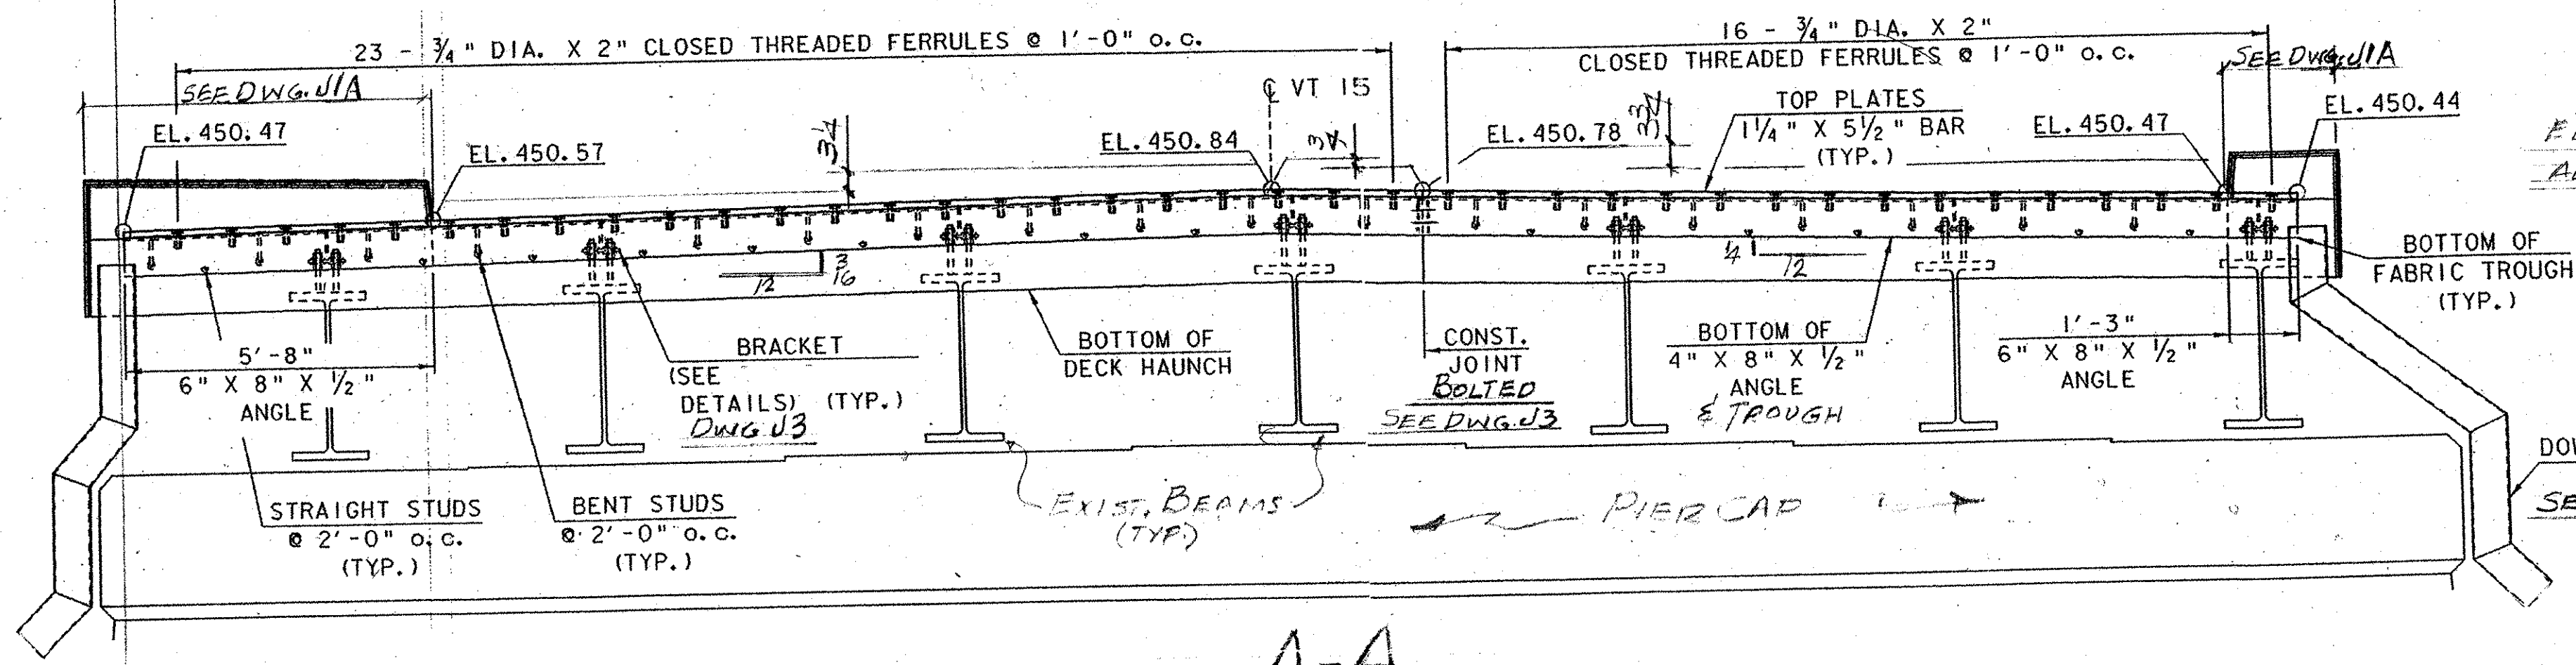 23 - 3/4" DIA. X 2" CLOSED THREADED FERRULES @ 1'-0" o.c.
16 - 3/4" DIA. X 2"
CLOSED THREADED FERRULES @ 1'-0" o.c.
SEE DWG. J1A
SEE DWG. J1A
℄ VT 15
EL. 450.47
EL. 450.57
3/4
EL. 450.84
3/4
EL. 450.78
3/4
TOP PLATES
1 1/4" X 5 1/2" BAR
(TYP.)
EL. 450.47
EL. 450.44
12
3/16
1/4
12
BOTTOM OF
FABRIC TROUGH
(TYP.)
5'-8"
6" X 8" X 1/2"
ANGLE
BRACKET
(SEE
DETAILS) (TYP.)
DWG J3
BOTTOM OF
DECK HAUNCH
CONST.
JOINT
BOLTED
SEE DWG. J3
BOTTOM OF
4" X 8" X 1/2"
ANGLE
& TROUGH
1'-3"
6" X 8" X 1/2"
ANGLE
STRAIGHT STUDS
@ 2'-0" o.c.
(TYP.)
BENT STUDS
@ 2'-0" o.c.
(TYP.)
EXIST. BEAMS
(TYP.)
PIER CAP
DOW
SE
A-A